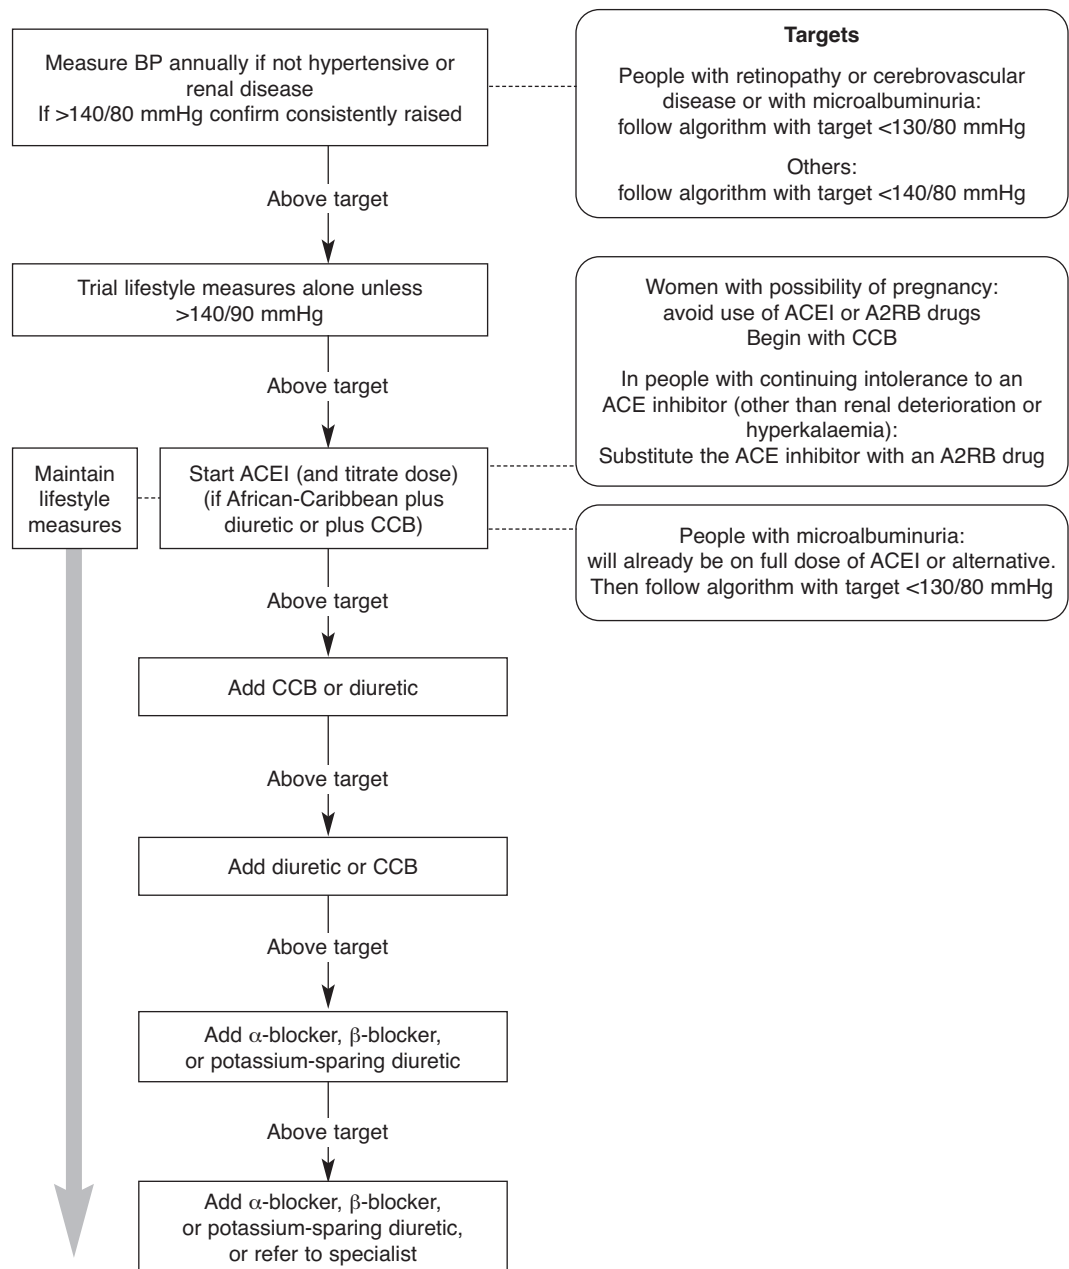 Measure BP annually if not hypertensive or
renal disease
If >140/80 mmHg confirm consistently raised
Targets
People with retinopathy or cerebrovascular
disease or with microalbuminuria:
follow algorithm with target <130/80 mmHg
Others:
follow algorithm with target <140/80 mmHg
Above target
Trial lifestyle measures alone unless
>140/90 mmHg
Women with possibility of pregnancy:
avoid use of ACEI or A2RB drugs
Begin with CCB
In people with continuing intolerance to an
ACE inhibitor (other than renal deterioration or
hyperkalaemia):
Substitute the ACE inhibitor with an A2RB drug
Above target
Maintain
lifestyle
measures
Start ACEI (and titrate dose)
(if African-Caribbean plus
diuretic or plus CCB)
People with microalbuminuria:
will already be on full dose of ACEI or alternative.
Then follow algorithm with target <130/80 mmHg
Above target
Add CCB or diuretic
Above target
Add diuretic or CCB
Above target
Add α-blocker, β-blocker,
or potassium-sparing diuretic
Above target
Add α-blocker, β-blocker,
or potassium-sparing diuretic,
or refer to specialist